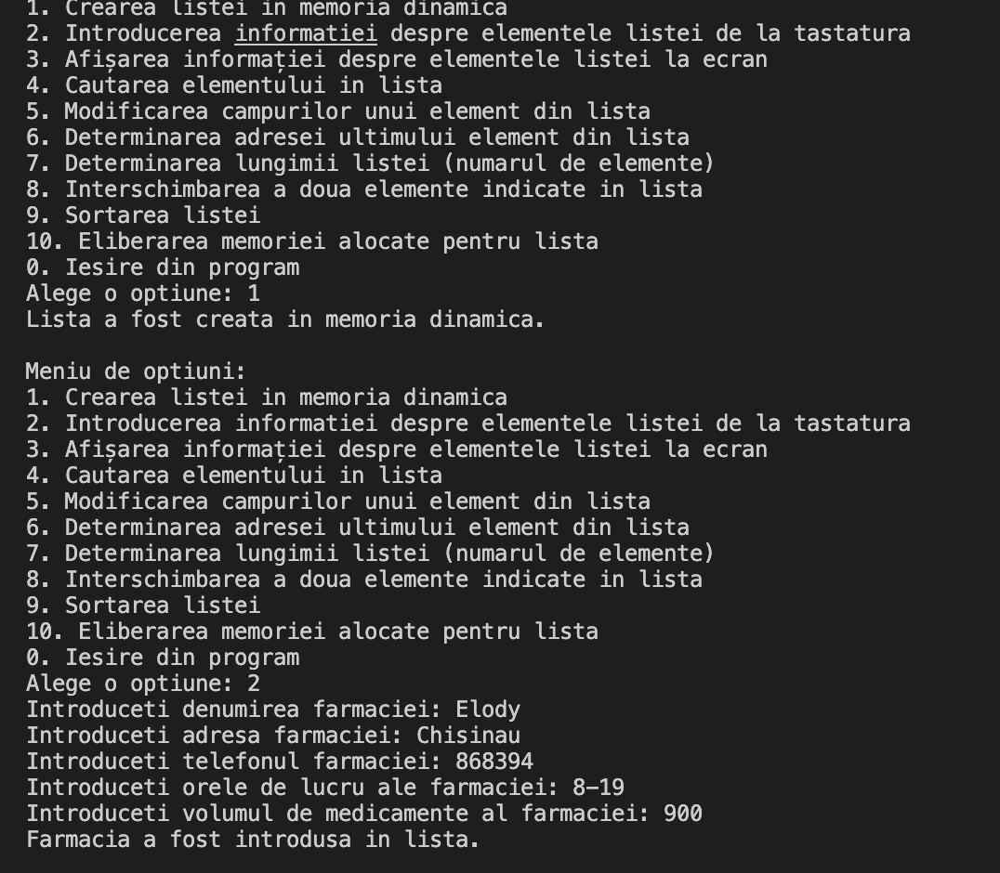 1. Crearea listei in memoria dinamica
2. Introducerea informatiei despre elementele listei de la tastatura
3. Afișarea informației despre elementele listei la ecran
4. Cautarea elementului in lista
5. Modificarea campurilor unui element din lista
6. Determinarea adresei ultimului element din lista
7. Determinarea lungimii listei (numarul de elemente)
8. Interschimbarea a doua elemente indicate in lista
9. Sortarea listei
10. Eliberarea memoriei alocate pentru lista
0. Iesire din program
Alege o optiune: 1
Lista a fost creata in memoria dinamica.
Meniu de optiuni:
1. Crearea listei in memoria dinamica
2. Introducerea informatiei despre elementele listei de la tastatura
3. Afișarea informației despre elementele listei la ecran
4. Cautarea elementului in lista
5. Modificarea campurilor unui element din lista
6. Determinarea adresei ultimului element din lista
7. Determinarea lungimii listei (numarul de elemente)
8. Interschimbarea a doua elemente indicate in lista
9. Sortarea listei
10. Eliberarea memoriei alocate pentru lista
0. Iesire din program
Alege o optiune: 2
Introduceti denumirea farmaciei: Elody
Introduceti adresa farmaciei: Chisinau
Introduceti telefonul farmaciei: 868394
Introduceti orele de lucru ale farmaciei: 8-19
Introduceti volumul de medicamente al farmaciei: 900
Farmacia a fost introdusa in lista.